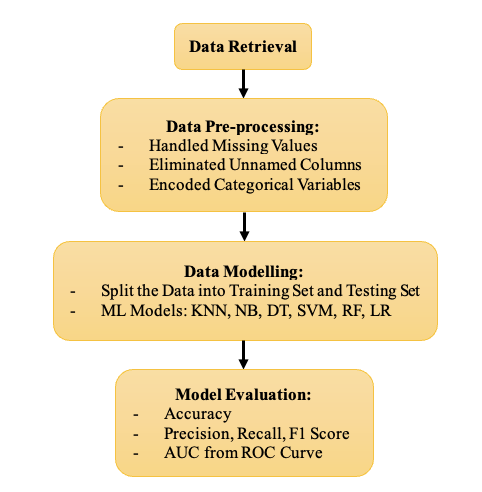 Data Retrieval
Data Pre-processing:
- Handled Missing Values
- Eliminated Unnamed Columns
- Encoded Categorical Variables
Data Modelling:
- Split the Data into Training Set and Testing Set
- ML Models: KNN, NB, DT, SVM, RF, LR
Model Evaluation:
- Accuracy
- Precision, Recall, F1 Score
- AUC from ROC Curve